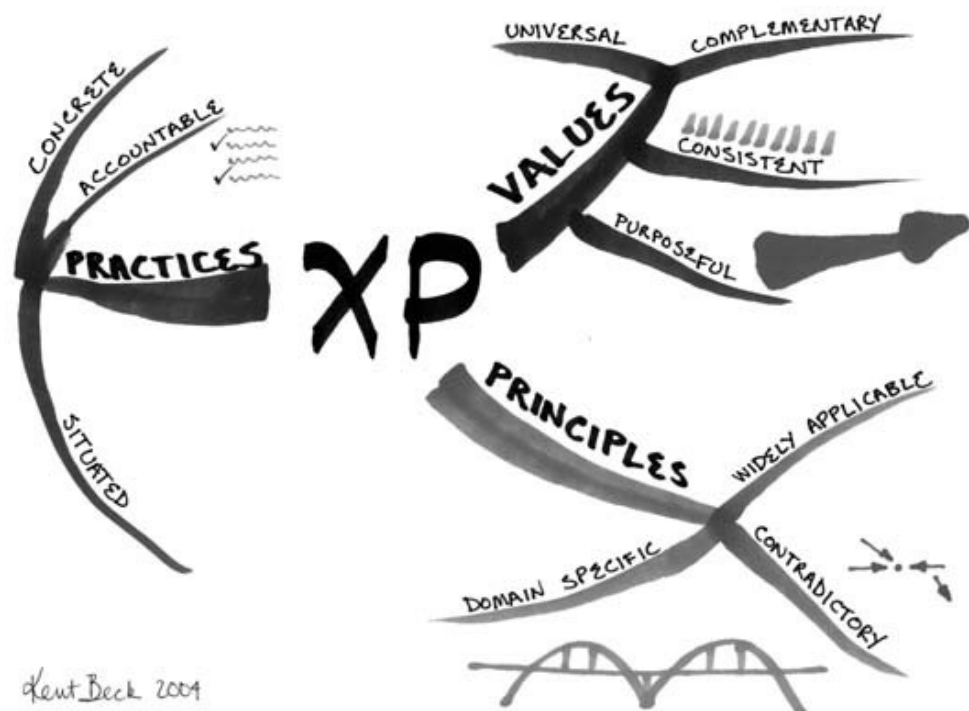 UNIVERSAL
COMPLEMENTARY
VALUES
CONSISTENT
PURPOSEFUL
CONCRETE
ACCOUNTABLE
PRACTICES
SITUATED
XP
PRINCIPLES
WIDELY APPLICABLE
DOMAIN SPECIFIC
CONTRADICTORY
Kent Beck 2004